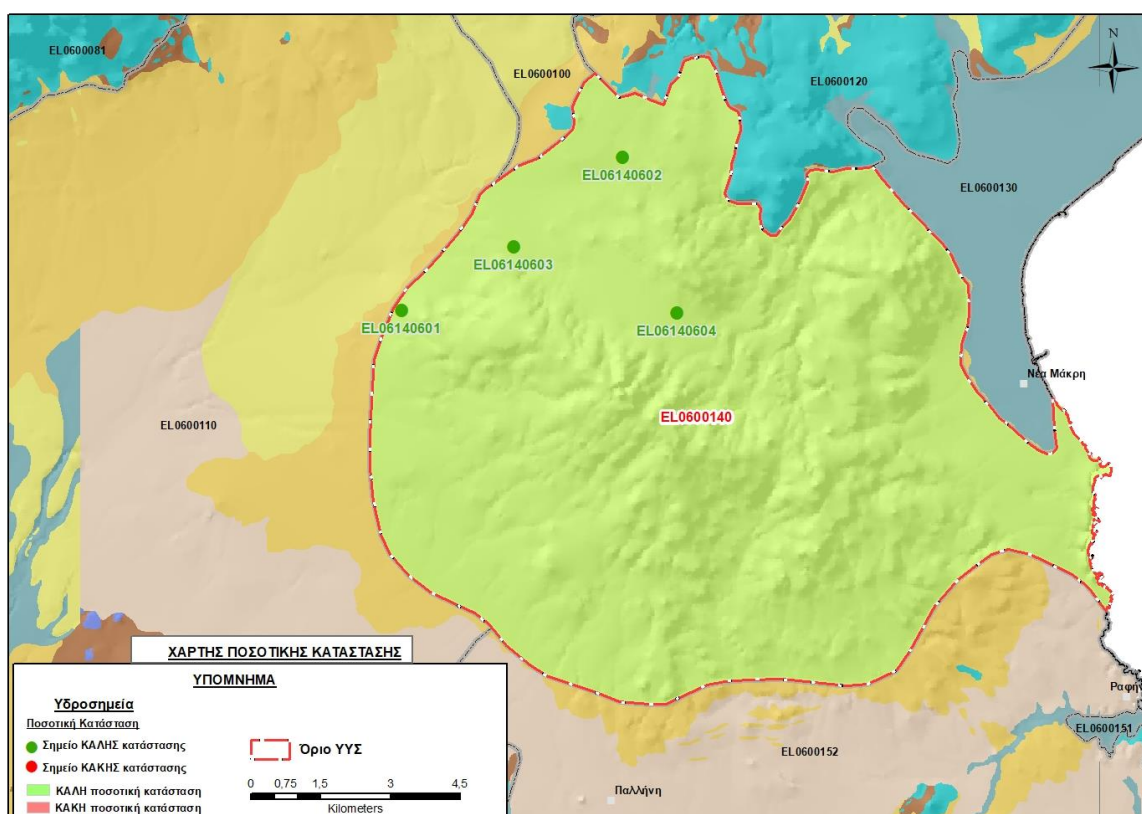 EL0600081
EL0600100
EL0600120
N
EL06140602
EL0600130
EL06140603
EL06140601
EL06140604
Νέα Μάκρη
EL0600140
EL0600110
ΧΑΡΤΗΣ ΠΟΣΟΤΙΚΗΣ ΚΑΤΑΣΤΑΣΗΣ
ΥΠΟΜΝΗΜΑ
Υδροσημεία
Ποσοτική Κατάσταση
Σημείο ΚΑΛΗΣ κατάστασης
Σημείο ΚΑΚΗΣ κατάστασης
ΚΑΛΗ ποσοτική κατάσταση
ΚΑΚΗ ποσοτική κατάσταση
Όριο ΥΥΣ
0 0,75 1,5 3 4,5
Kilometers
Ραφήν
EL0600151
EL0600152
Παλλήνη